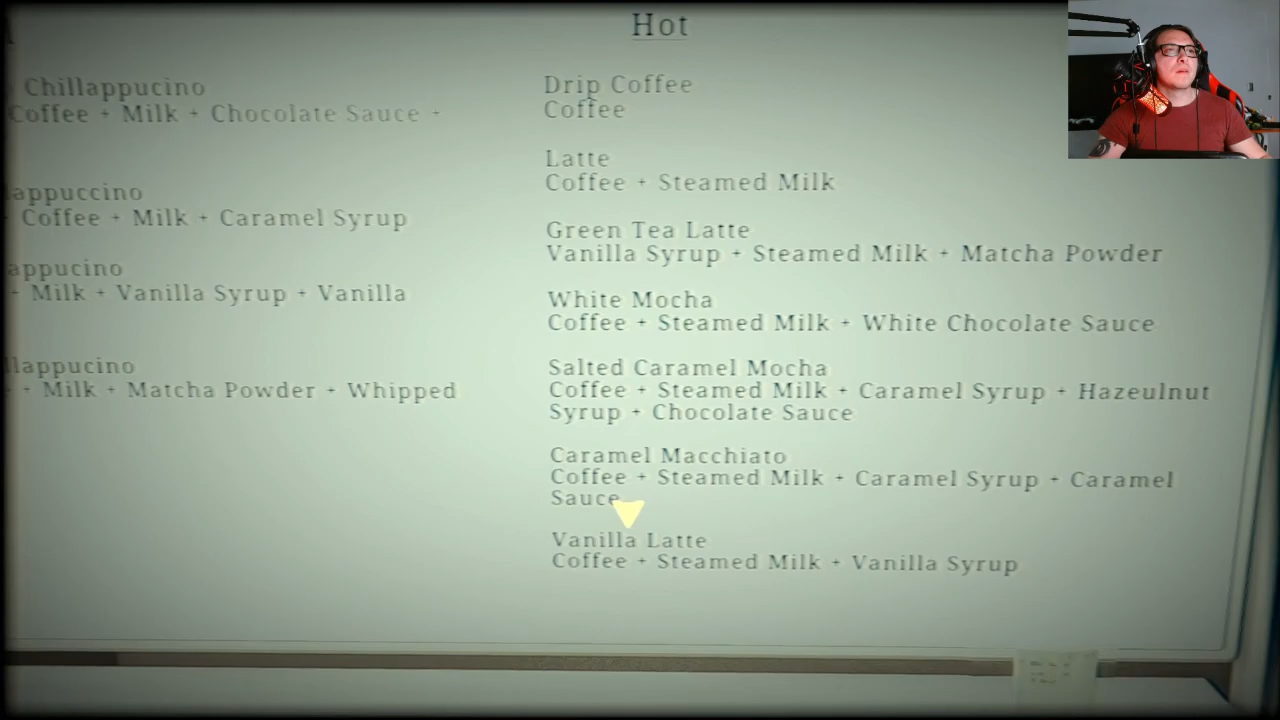 Chillappucino
Coffee + Milk + Chocolate Sauce +
appuccino
Coffee + Milk + Caramel Syrup
appucino
+ Milk + Vanilla Syrup + Vanilla
lappucino
+ Milk + Matcha Powder + Whipped
Hot
Drip Coffee
Coffee
Latte
Coffee + Steamed Milk
Green Tea Latte
Vanilla Syrup + Steamed Milk + Matcha Powder
White Mocha
Coffee + Steamed Milk + White Chocolate Sauce
Salted Caramel Mocha
Coffee + Steamed Milk + Caramel Syrup + Hazeulnut
Syrup + Chocolate Sauce
Caramel Macchiato
Coffee + Steamed Milk + Caramel Syrup + Caramel
Sauce
Vanilla Latte
Coffee + Steamed Milk + Vanilla Syrup